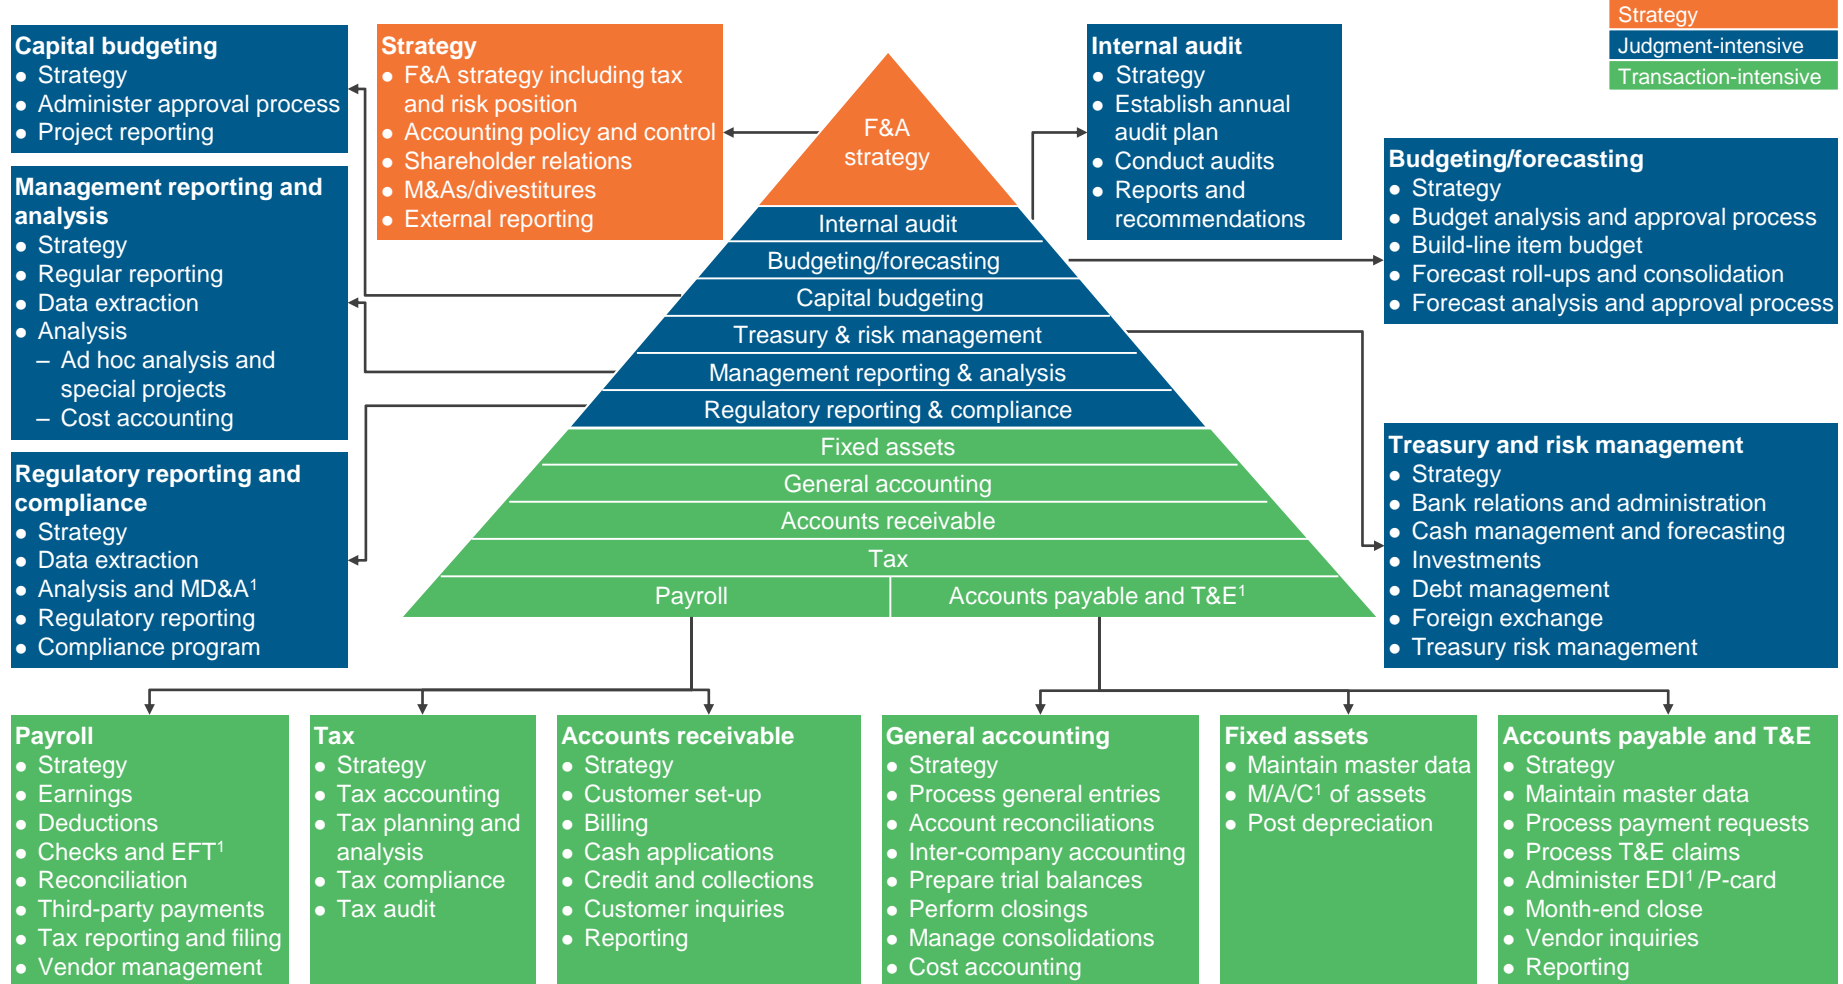 Strategy
Judgment-intensive
Transaction-intensive
Capital budgeting
● Strategy
● Administer approval process
● Project reporting
Strategy
● F&A strategy including tax
and risk position
● Accounting policy and control
● Shareholder relations
● M&As/divestitures
● External reporting
Internal audit
● Strategy
● Establish annual
audit plan
● Conduct audits
● Reports and
recommendations
Budgeting/forecasting
● Strategy
● Budget analysis and approval process
● Build-line item budget
● Forecast roll-ups and consolidation
● Forecast analysis and approval process
Management reporting and
analysis
● Strategy
● Regular reporting
● Data extraction
● Analysis
– Ad hoc analysis and
special projects
– Cost accounting
F&A
strategy
Internal audit
Budgeting/forecasting
Capital budgeting
Treasury & risk management
Management reporting & analysis
Regulatory reporting & compliance
Fixed assets
General accounting
Accounts receivable
Tax
Payroll
Accounts payable and T&E¹
Regulatory reporting and
compliance
● Strategy
● Data extraction
● Analysis and MD&A¹
● Regulatory reporting
● Compliance program
Treasury and risk management
● Strategy
● Bank relations and administration
● Cash management and forecasting
● Investments
● Debt management
● Foreign exchange
● Treasury risk management
Payroll
● Strategy
● Earnings
● Deductions
● Checks and EFT¹
● Reconciliation
● Third-party payments
● Tax reporting and filing
● Vendor management
Tax
● Strategy
● Tax accounting
● Tax planning and
analysis
● Tax compliance
● Tax audit
Accounts receivable
● Strategy
● Customer set-up
● Billing
● Cash applications
● Credit and collections
● Customer inquiries
● Reporting
General accounting
● Strategy
● Process general entries
● Account reconciliations
● Inter-company accounting
● Prepare trial balances
● Perform closings
● Manage consolidations
● Cost accounting
Fixed assets
● Maintain master data
● M/A/C¹ of assets
● Post depreciation
Accounts payable and T&E
● Strategy
● Maintain master data
● Process payment requests
● Process T&E claims
● Administer EDI¹ /P-card
● Month-end close
● Vendor inquiries
● Reporting